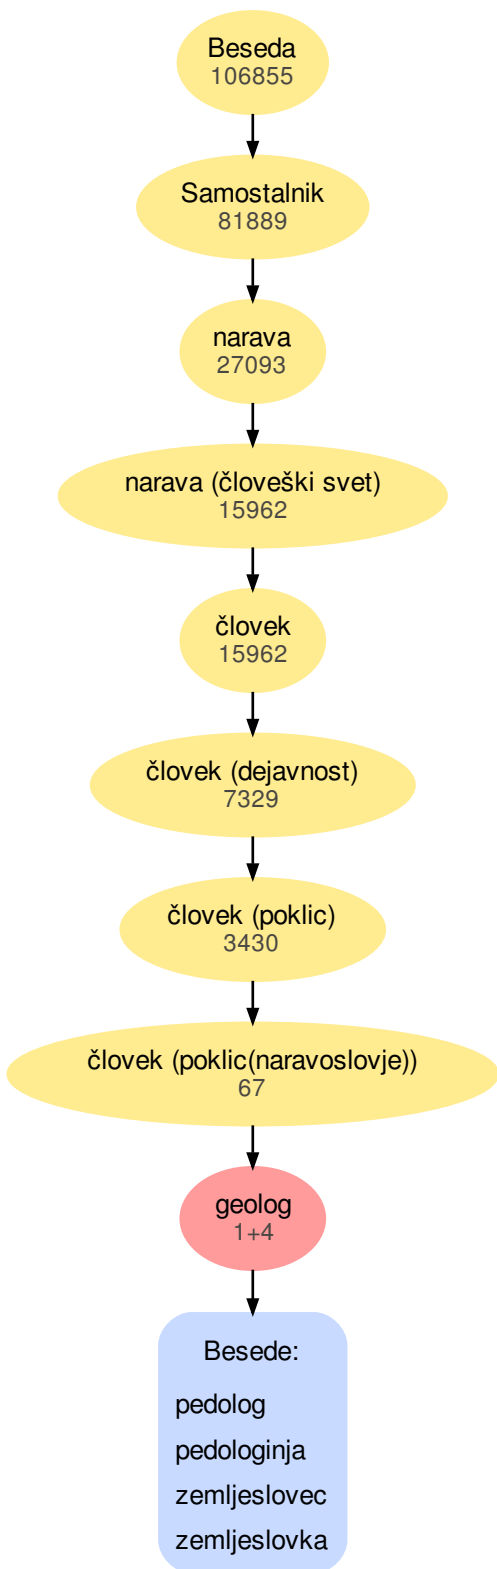 Beseda
106855
Samostalnik
81889
narava
27093
narava (človeški svet)
15962
človek
15962
človek (dejavnost)
7329
človek (poklic)
3430
človek (poklic(naravoslovje))
67
geolog
1+4
Besede:
pedolog
pedologinja
zemljeslovec
zemljeslovka